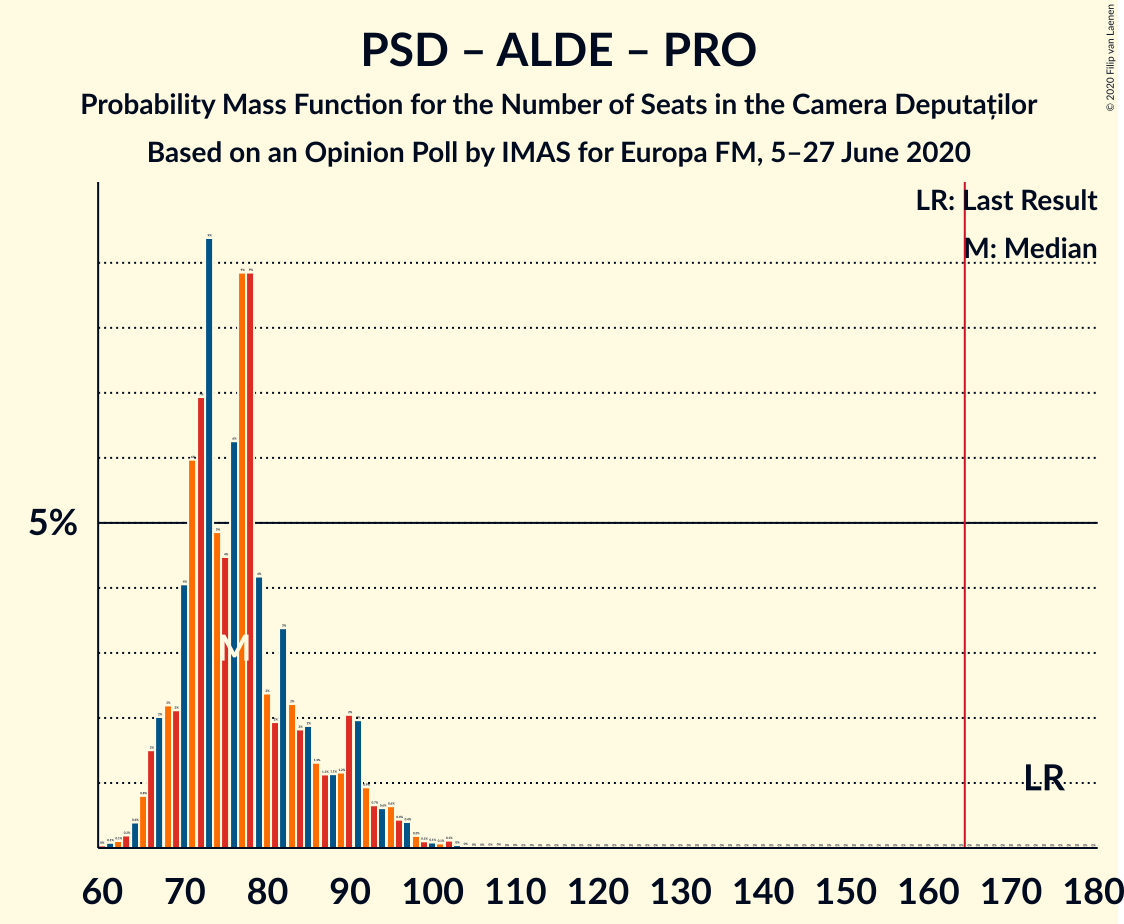 PSD – ALDE – PRO
Probability Mass Function for the Number of Seats in the Camera Deputaților
Based on an Opinion Poll by IMAS for Europa FM, 5–27 June 2020
© 2020 Filip van Laenen
LR: Last Result
M: Median
5%
M
LR
60 70 80 90 100 110 120 130 140 150 160 170 180